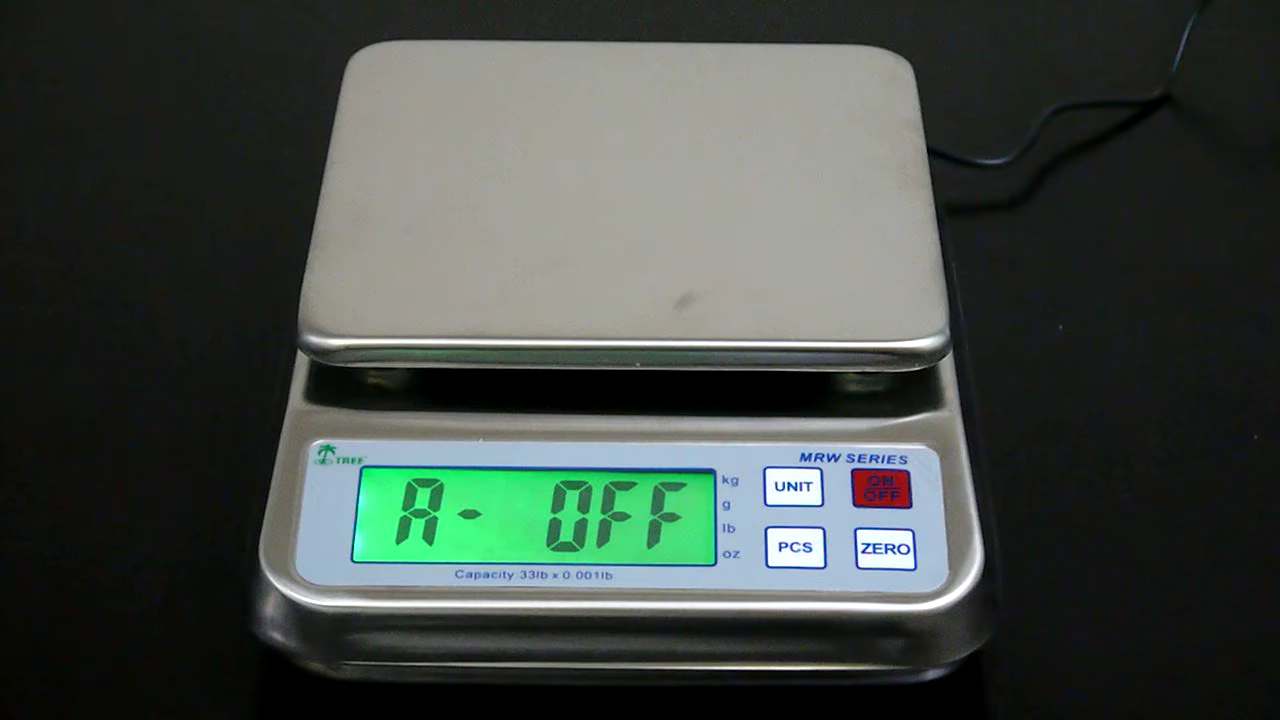 TREE
MRW SERIES
A- OFF
kg
g
lb
oz
UNIT
ON
OFF
PCS
ZERO
Capacity 33lb x 0.001lb